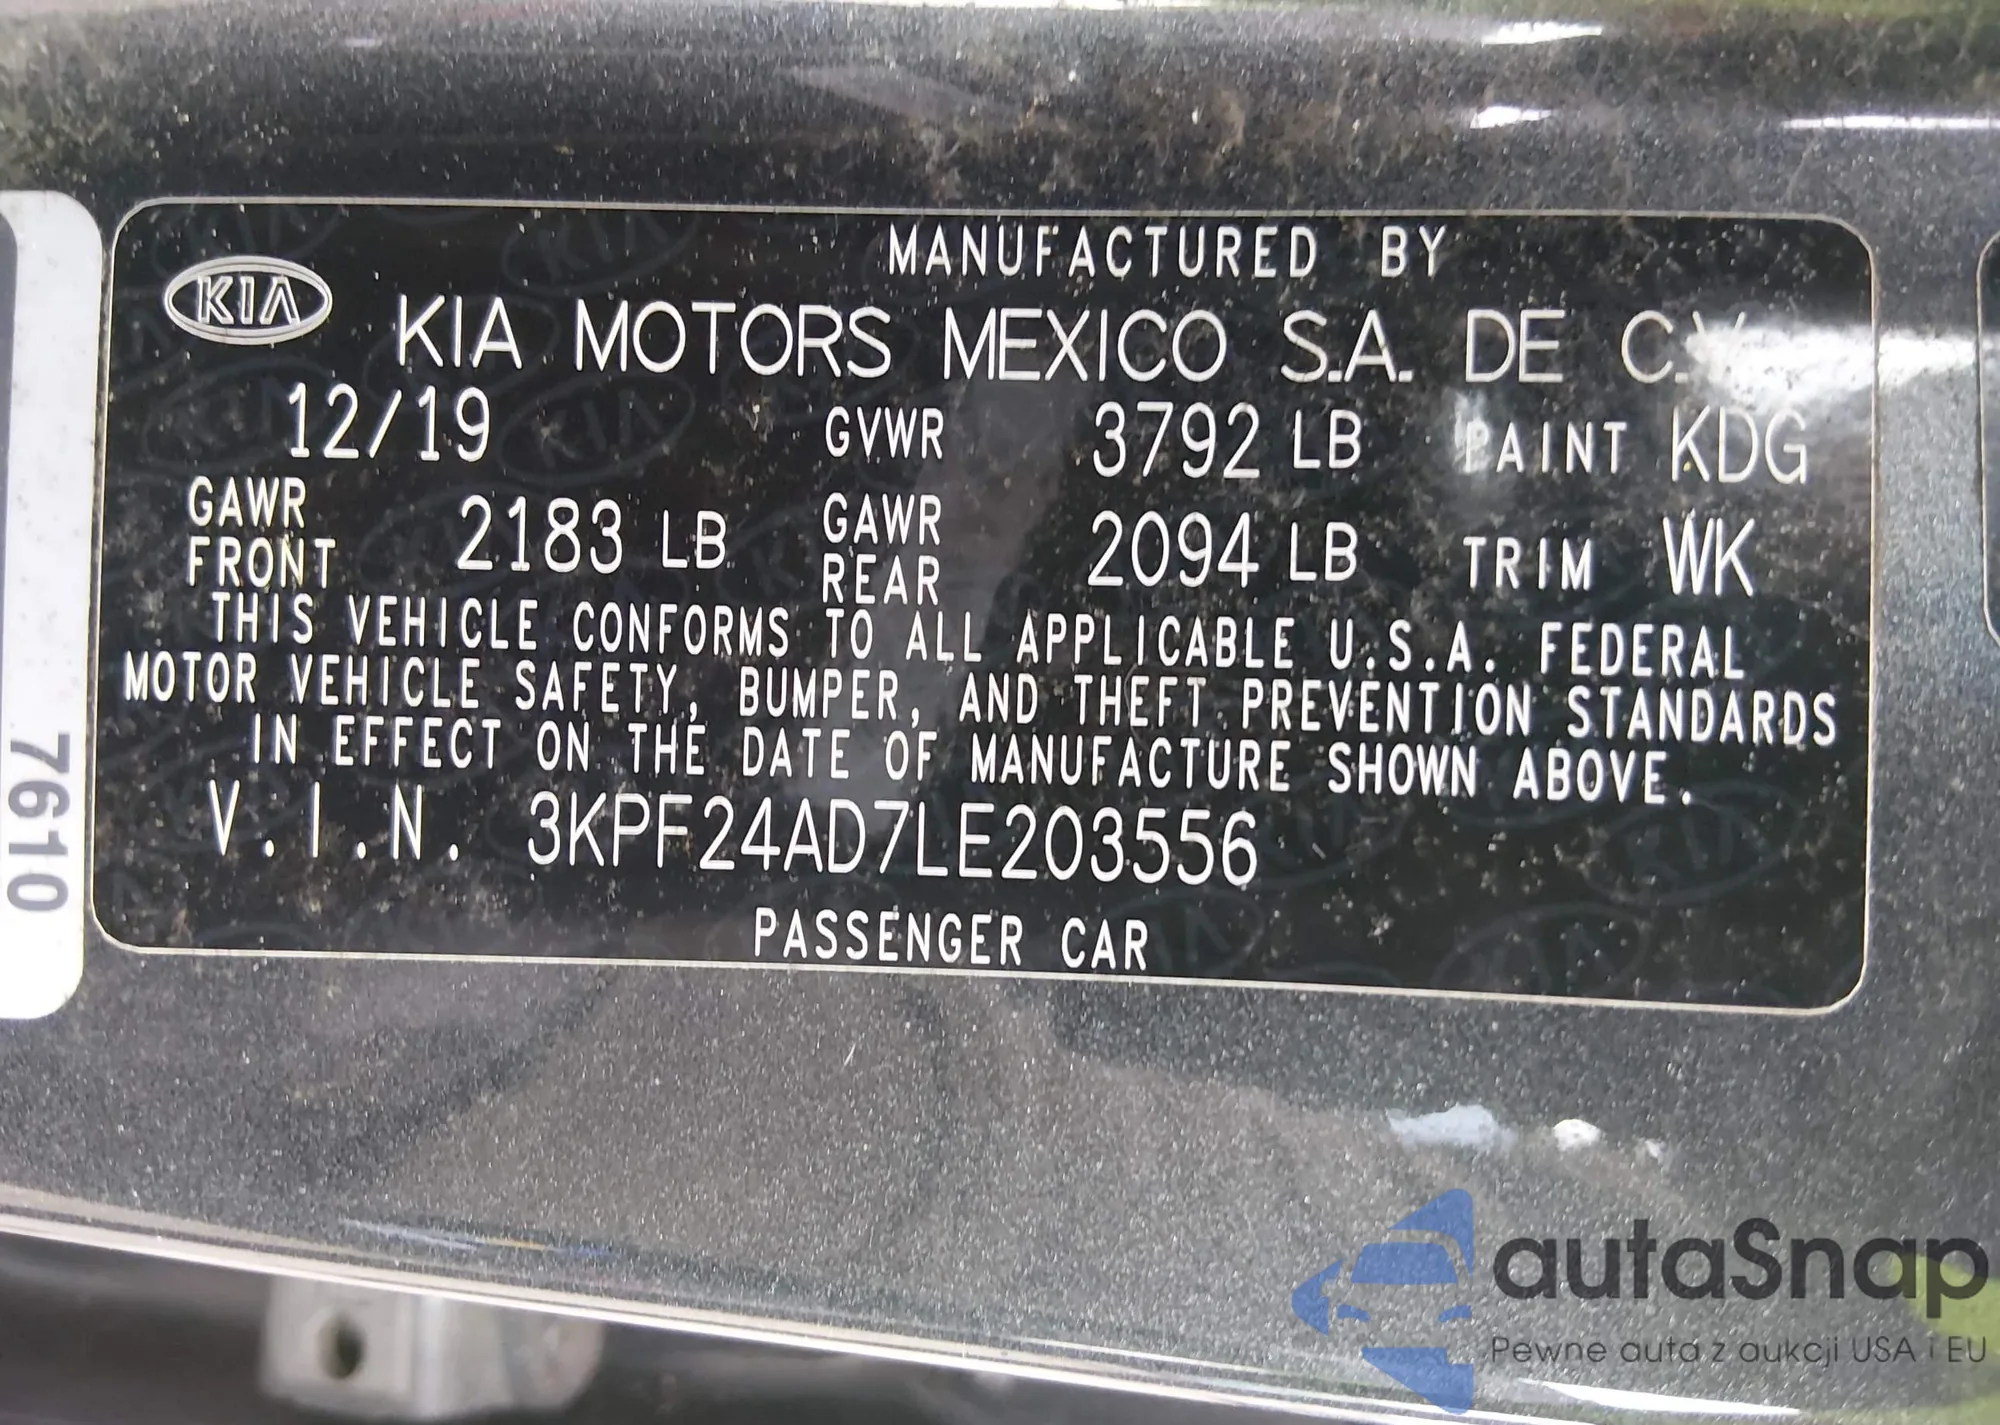 MANUFACTURED BY
KIA
KIA MOTORS MEXICO S.A. DE C.V.
12/19 GVWR 3792 LB PAINT KDG
GAWR FRONT 2183 LB GAWR REAR 2094 LB TRIM WK
THIS VEHICLE CONFORMS TO ALL APPLICABLE U.S.A. FEDERAL
MOTOR VEHICLE SAFETY, BUMPER, AND THEFT PREVENTION STANDARDS
IN EFFECT ON THE DATE OF MANUFACTURE SHOWN ABOVE.
V.I.N. 3KPF24AD7LE203556
PASSENGER CAR
7610
autaSnap
Pewne auta z aukcji USA i EU